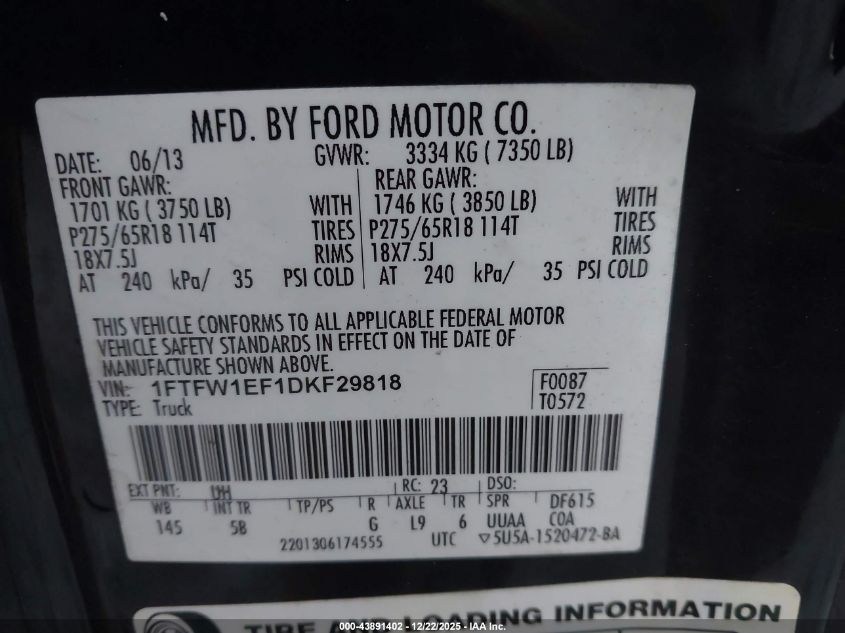 MFD. BY FORD MOTOR CO.
DATE: 06/13 GVWR: 3334 KG ( 7350 LB)
FRONT GAWR: REAR GAWR:
1701 KG ( 3750 LB) WITH 1746 KG ( 3850 LB) WITH
P275/65R18 114T TIRES P275/65R18 114T TIRES
18X7.5J RIMS 18X7.5J RIMS
AT 240 kPa/ 35 PSI COLD AT 240 kPa/ 35 PSI COLD
THIS VEHICLE CONFORMS TO ALL APPLICABLE FEDERAL MOTOR
VEHICLE SAFETY STANDARDS IN EFFECT ON THE DATE OF
MANUFACTURE SHOWN ABOVE.
VIN: 1FTFW1EF1DKF29818 F0087
TYPE: Truck T0572
EXT PNT: UH RC: 23 DSO:
WB INT TR TP/PS R AXLE TR SPR DF615
145 5B G L9 6 UUAA COA
2201306174555 UTC ▽5U5A-1520472-BA
TIRE LOADING INFORMATION
000-43891402 - 12/22/2025 - IAA Inc.